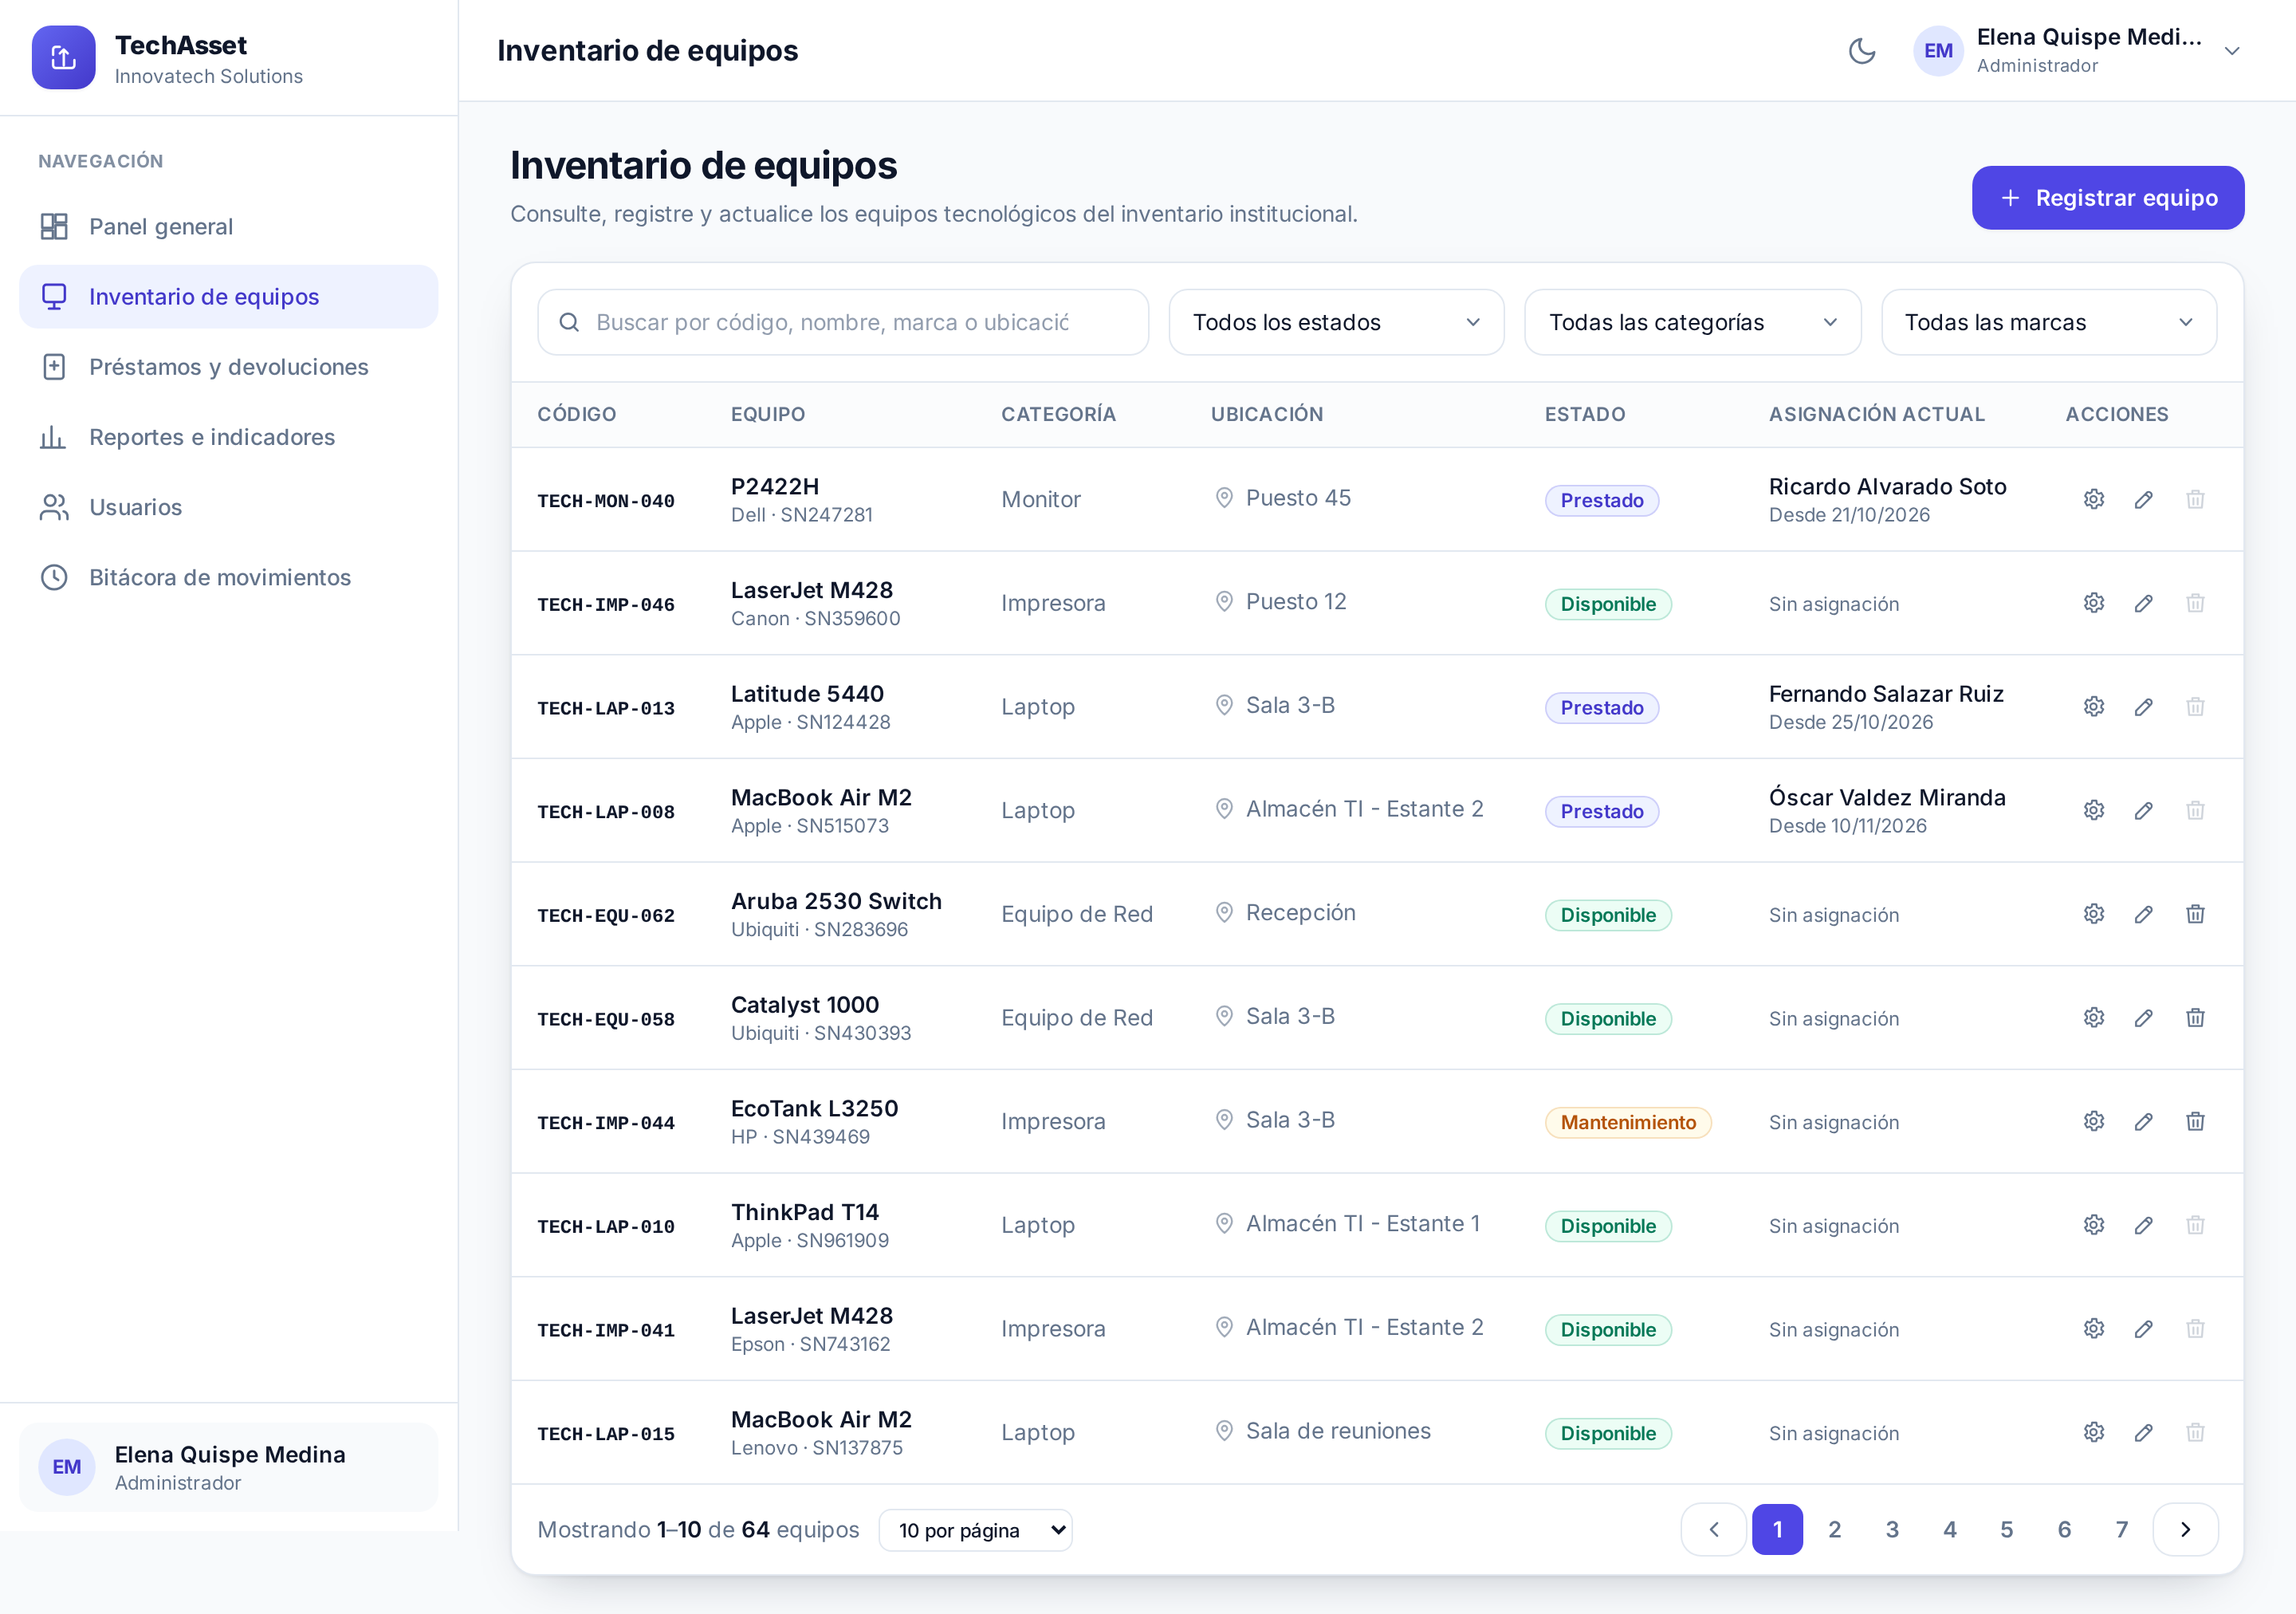 TechAsset
Innovatech Solutions
NAVEGACIÓN
Panel general
Inventario de equipos
Préstamos y devoluciones
Reportes e indicadores
Usuarios
Bitácora de movimientos
EM
Elena Quispe Medina
Administrador
Inventario de equipos
EM
Elena Quispe Medi...
Administrador
Inventario de equipos
Consulte, registre y actualice los equipos tecnológicos del inventario institucional.
Registrar equipo
Buscar por código, nombre, marca o ubicació
Todos los estados
Todas las categorías
Todas las marcas
CÓDIGO EQUIPO CATEGORÍA UBICACIÓN ESTADO ASIGNACIÓN ACTUAL ACCIONES
TECH-MON-040 P2422H Monitor Puesto 45 Prestado Ricardo Alvarado Soto
Dell · SN247281 Desde 21/10/2026
TECH-IMP-046 LaserJet M428 Impresora Puesto 12 Disponible Sin asignación
Canon · SN359600
TECH-LAP-013 Latitude 5440 Laptop Sala 3-B Prestado Fernando Salazar Ruiz
Apple · SN124428 Desde 25/10/2026
TECH-LAP-008 MacBook Air M2 Laptop Almacén TI - Estante 2 Prestado Óscar Valdez Miranda
Apple · SN515073 Desde 10/11/2026
TECH-EQU-062 Aruba 2530 Switch Equipo de Red Recepción Disponible Sin asignación
Ubiquiti · SN283696
TECH-EQU-058 Catalyst 1000 Equipo de Red Sala 3-B Disponible Sin asignación
Ubiquiti · SN430393
TECH-IMP-044 EcoTank L3250 Impresora Sala 3-B Mantenimiento Sin asignación
HP · SN439469
TECH-LAP-010 ThinkPad T14 Laptop Almacén TI - Estante 1 Disponible Sin asignación
Apple · SN961909
TECH-IMP-041 LaserJet M428 Impresora Almacén TI - Estante 2 Disponible Sin asignación
Epson · SN743162
TECH-LAP-015 MacBook Air M2 Laptop Sala de reuniones Disponible Sin asignación
Lenovo · SN137875
Mostrando 1–10 de 64 equipos 10 por página 1 2 3 4 5 6 7